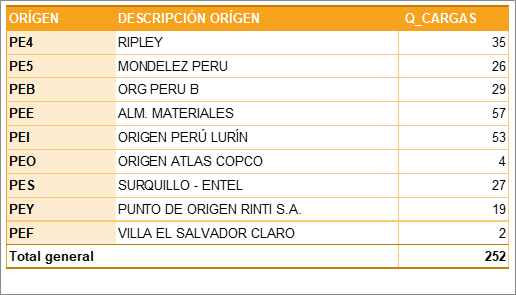 ORÍGEN DESCRIPCIÓN ORÍGEN Q_CARGAS
PE4 RIPLEY 35
PE5 MONDELEZ PERU 26
PEB ORG PERU B 29
PEE ALM. MATERIALES 57
PEI ORIGEN PERÚ LURÍN 53
PEO ORIGEN ATLAS COPCO 4
PES SURQUILLO - ENTEL 27
PEY PUNTO DE ORIGEN RINTI S.A. 19
PEF VILLA EL SALVADOR CLARO 2
Total general 252